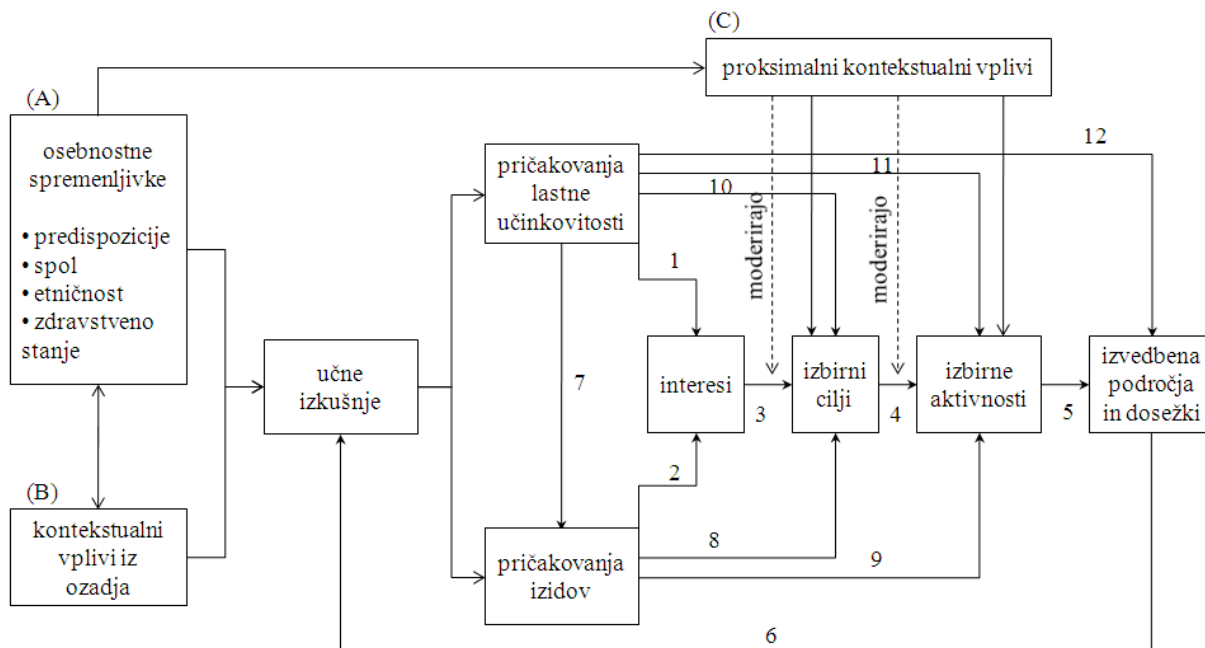 (C)
proksimalni kontekstualni vplivi
(A)
osebnostne
spremenljivke
• predispozicije
• spol
• etničnost
• zdravstveno
stanje
12
pričakovanja
lastne
učinkovitosti
11
10
moderirajo
moderirajo
1
učne
izkušnje
7
interesi
3
izbirni
cilji
4
izbirne
aktivnosti
5
izvedbena
področja
in dosežki
2
(B)
kontekstualni
vplivi iz
ozadja
pričakovanja
izidov
8
9
6